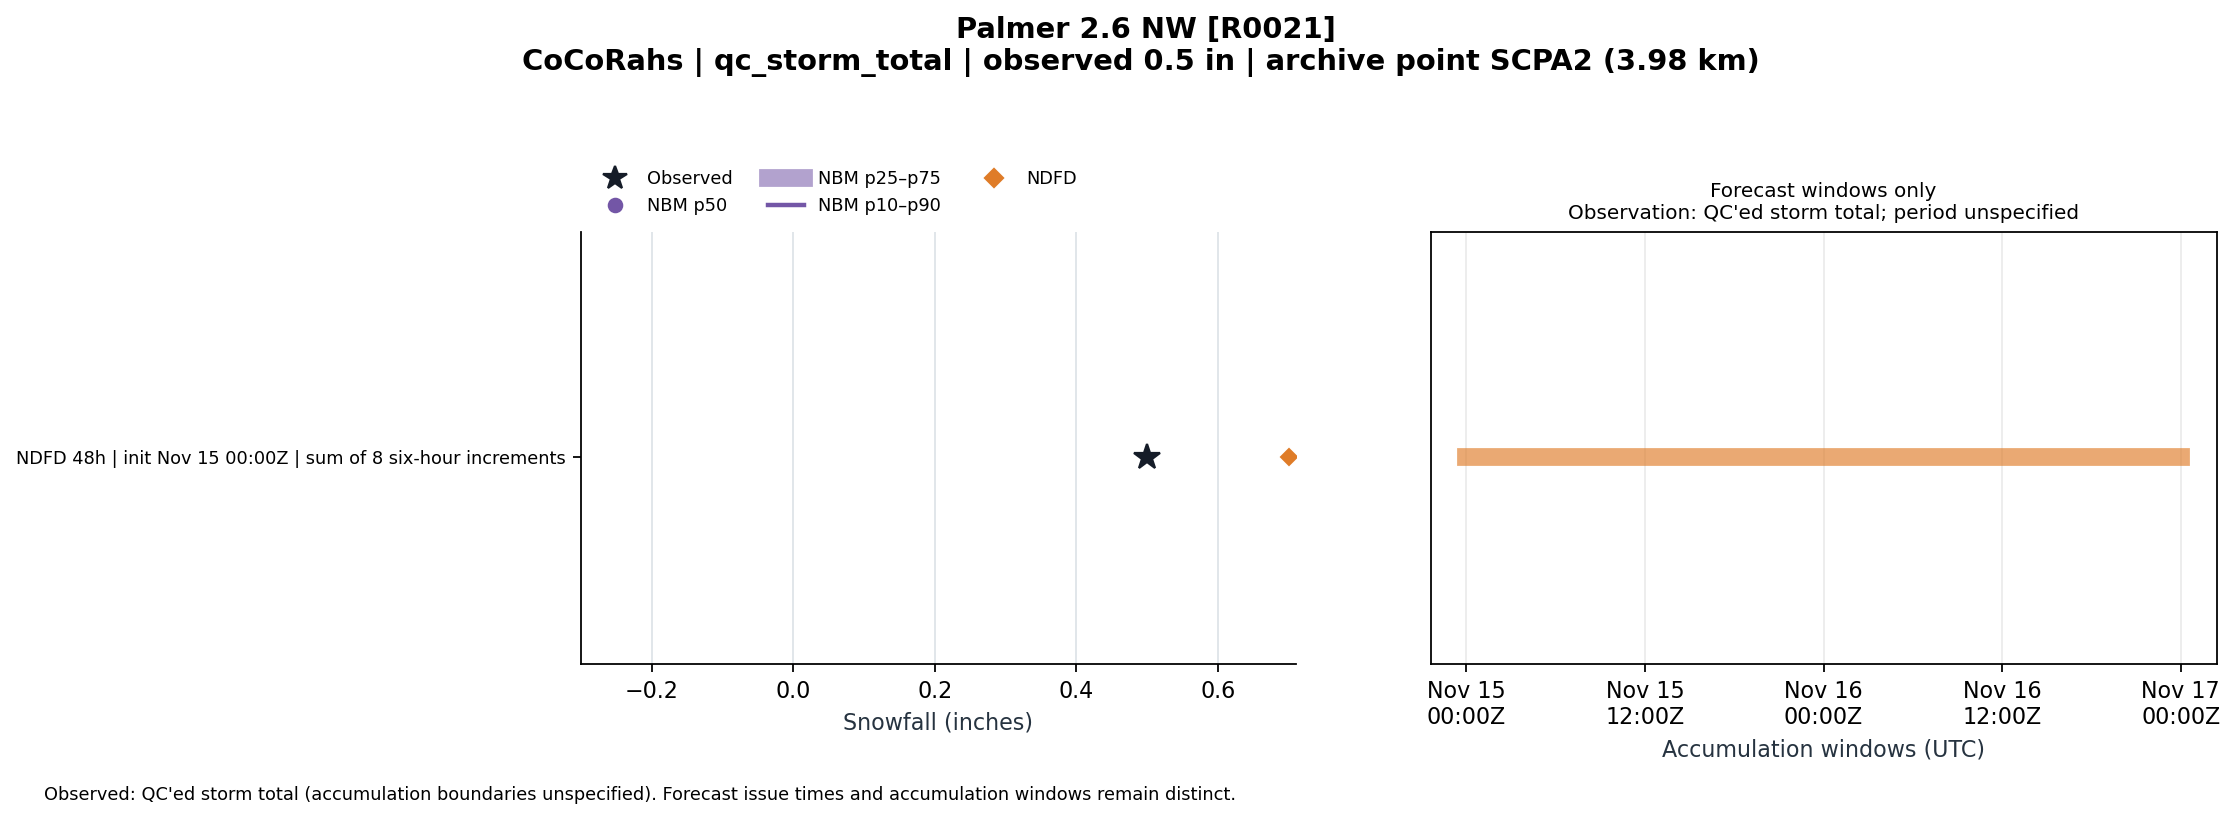 Palmer 2.6 NW [R0021]
CoCoRahs | qc_storm_total | observed 0.5 in | archive point SCPA2 (3.98 km)
Observed
NBM p50
NBM p25–p75
NBM p10–p90
NDFD
NDFD 48h | init Nov 15 00:00Z | sum of 8 six-hour increments
−0.2
0.0
0.2
0.4
0.6
Snowfall (inches)
Forecast windows only
Observation: QC'ed storm total; period unspecified
Nov 15
00:00Z
Nov 15
12:00Z
Nov 16
00:00Z
Nov 16
12:00Z
Nov 17
00:00Z
Accumulation windows (UTC)
Observed: QC'ed storm total (accumulation boundaries unspecified). Forecast issue times and accumulation windows remain distinct.